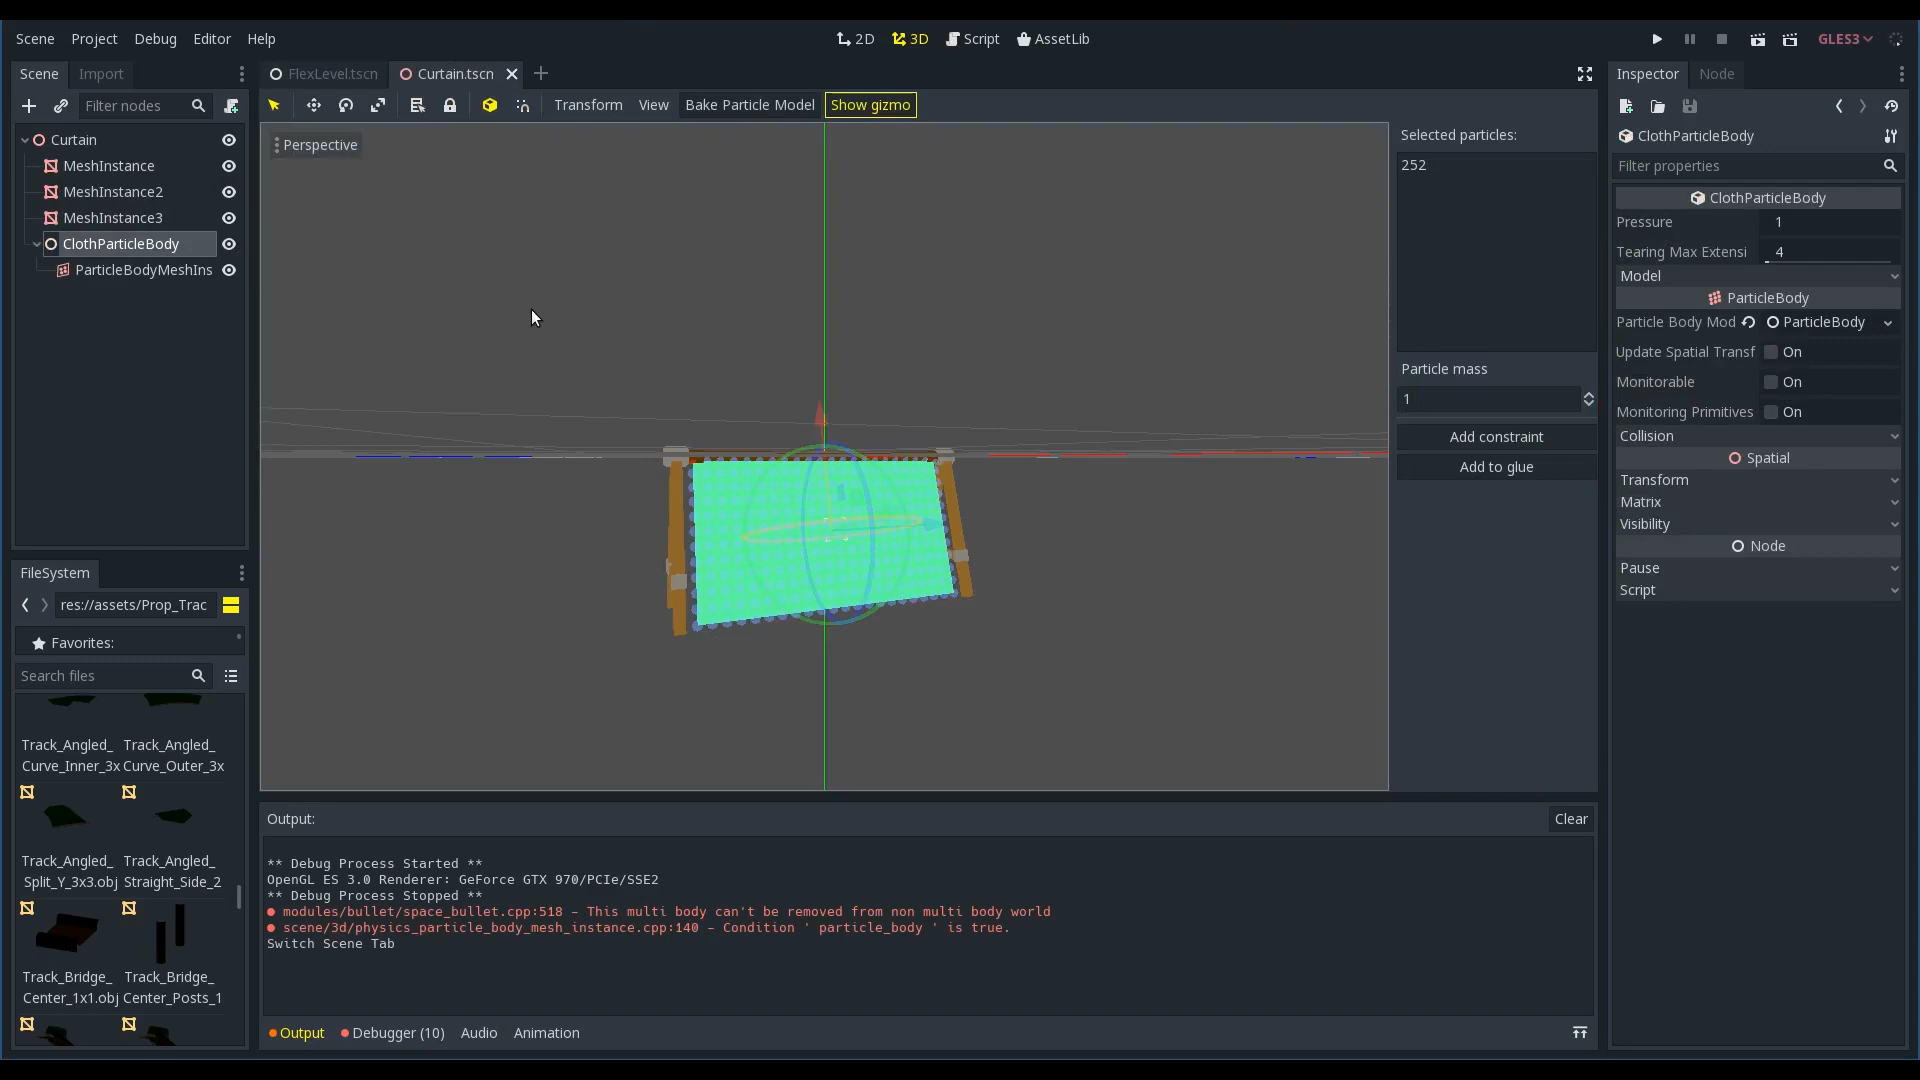 Scene Project Debug Editor Help
2D 3D Script AssetLib
GLES3
Scene Import
FlexLevel.tscn Curtain.tscn
Inspector Node
Filter nodes
Transform View Bake Particle Model Show gizmo
Curtain
MeshInstance
MeshInstance2
MeshInstance3
ClothParticleBody
ParticleBodyMeshIns
Perspective
Selected particles:
252
Particle mass
1
Add constraint
Add to glue
ClothParticleBody
Filter properties
ClothParticleBody
Pressure 1
Tearing Max Extensi 4
Model
ParticleBody
Particle Body Mod ParticleBody
Update Spatial Transf On
Monitorable On
Monitoring Primitives On
Collision
Spatial
Transform
Matrix
Visibility
Node
Pause
Script
FileSystem
res://assets/Prop_Trac
Favorites:
Search files
Track_Angled_ Track_Angled_
Curve_Inner_3x Curve_Outer_3x
Track_Angled_ Track_Angled_
Split_Y_3x3.obj Straight_Side_2
Track_Bridge_ Track_Bridge_
Center_1x1.obj Center_Posts_1
Output:
Clear
** Debug Process Started **
OpenGL ES 3.0 Renderer: GeForce GTX 970/PCIe/SSE2
** Debug Process Stopped **
modules/bullet/space_bullet.cpp:518 - This multi body can't be removed from non multi body world
scene/3d/physics_particle_body_mesh_instance.cpp:140 - Condition ' particle_body ' is true.
Switch Scene Tab
Output Debugger (10) Audio Animation